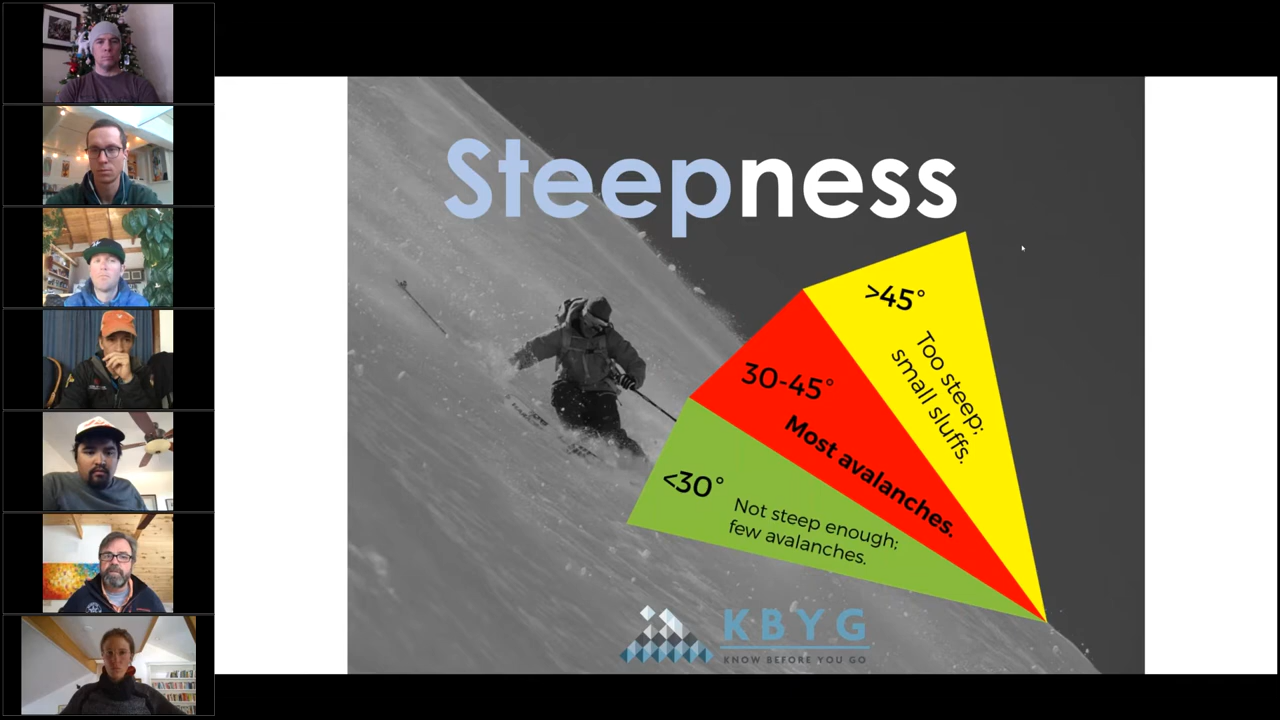 Steepness
>45°
Too steep;
small sluffs.
30-45°
Most avalanches.
<30°
Not steep enough;
few avalanches.
KBYG
KNOW BEFORE YOU GO